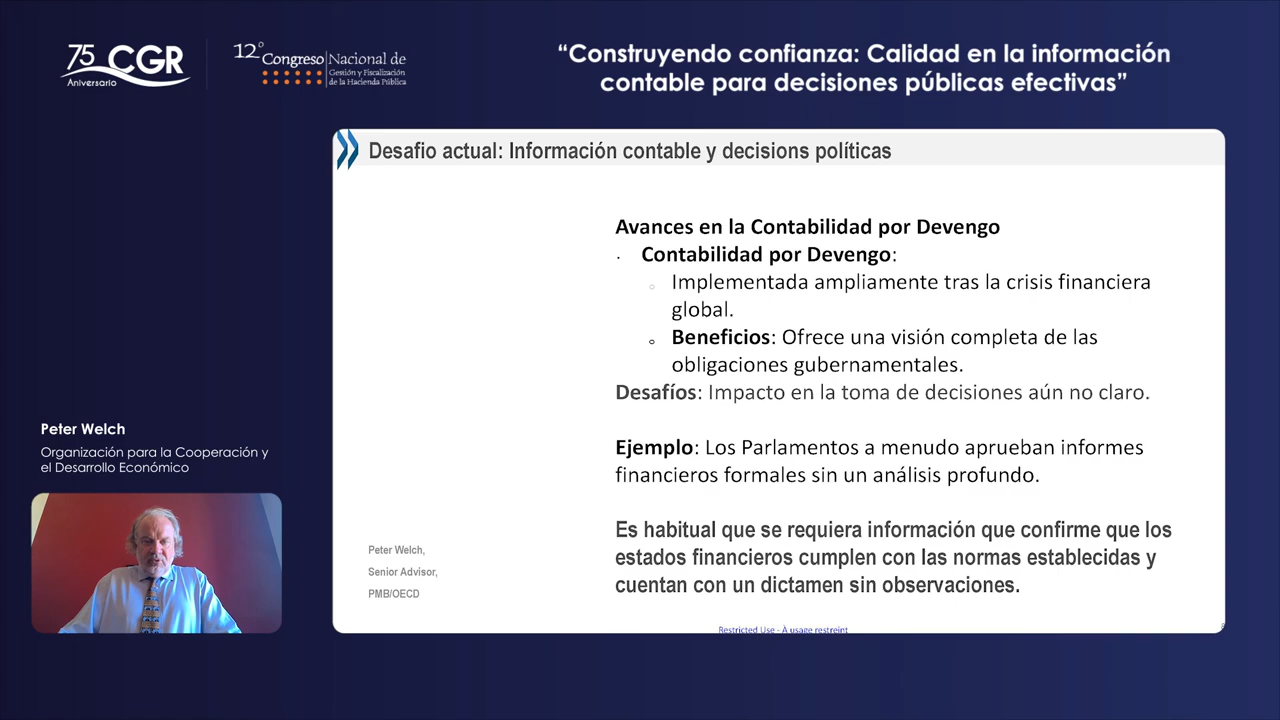 75 CGR
Aniversario
12° Congreso Nacional de
Gestión y Fiscalización
de la Hacienda Pública
“Construyendo confianza: Calidad en la información
contable para decisiones públicas efectivas”
Desafio actual: Información contable y decisions políticas
Avances en la Contabilidad por Devengo
Contabilidad por Devengo:
Implementada ampliamente tras la crisis financiera
global.
Beneficios: Ofrece una visión completa de las
obligaciones gubernamentales.
Desafíos: Impacto en la toma de decisiones aún no claro.
Ejemplo: Los Parlamentos a menudo aprueban informes
financieros formales sin un análisis profundo.
Es habitual que se requiera información que confirme que los
estados financieros cumplen con las normas establecidas y
cuentan con un dictamen sin observaciones.
Peter Welch,
Senior Advisor,
PMB/OECD
Restricted Use - À usage restreint
Peter Welch
Organización para la Cooperación y
el Desarrollo Económico